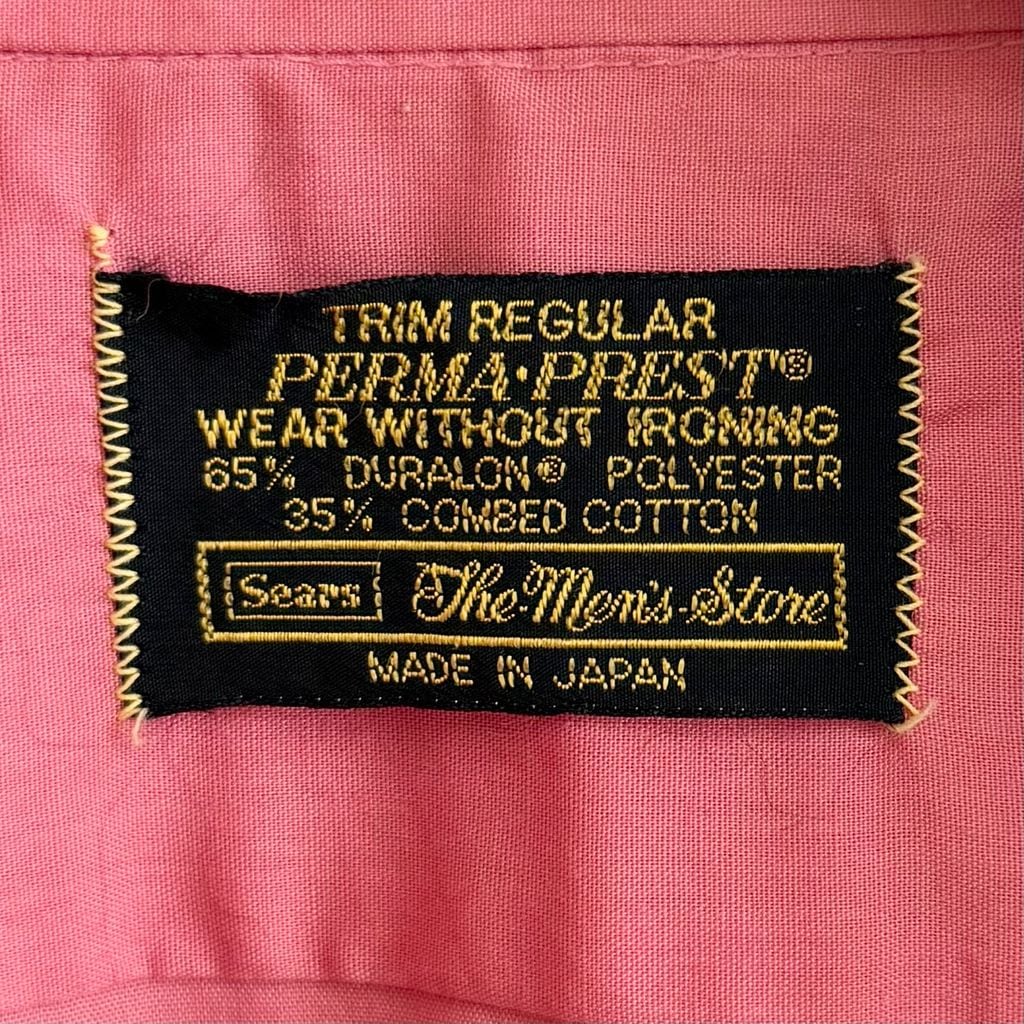 TRIM REGULAR
PERMA·PREST®
WEAR WITHOUT IRONING
65% DURALON® POLYESTER
35% COMBED COTTON
Sears The Men's Store
MADE IN JAPAN